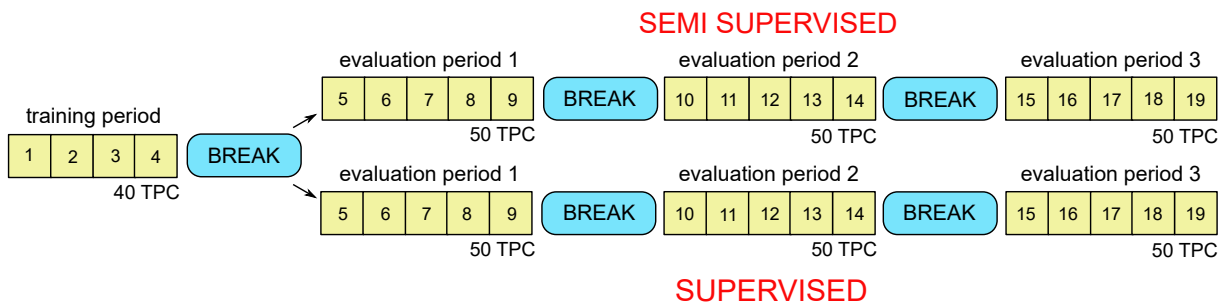 SEMI SUPERVISED
evaluation period 1 evaluation period 2 evaluation period 3
5 6 7 8 9 BREAK 10 11 12 13 14 BREAK 15 16 17 18 19
50 TPC 50 TPC 50 TPC
training period
1 2 3 4 BREAK
40 TPC
evaluation period 1 evaluation period 2 evaluation period 3
5 6 7 8 9 BREAK 10 11 12 13 14 BREAK 15 16 17 18 19
50 TPC 50 TPC 50 TPC
SUPERVISED